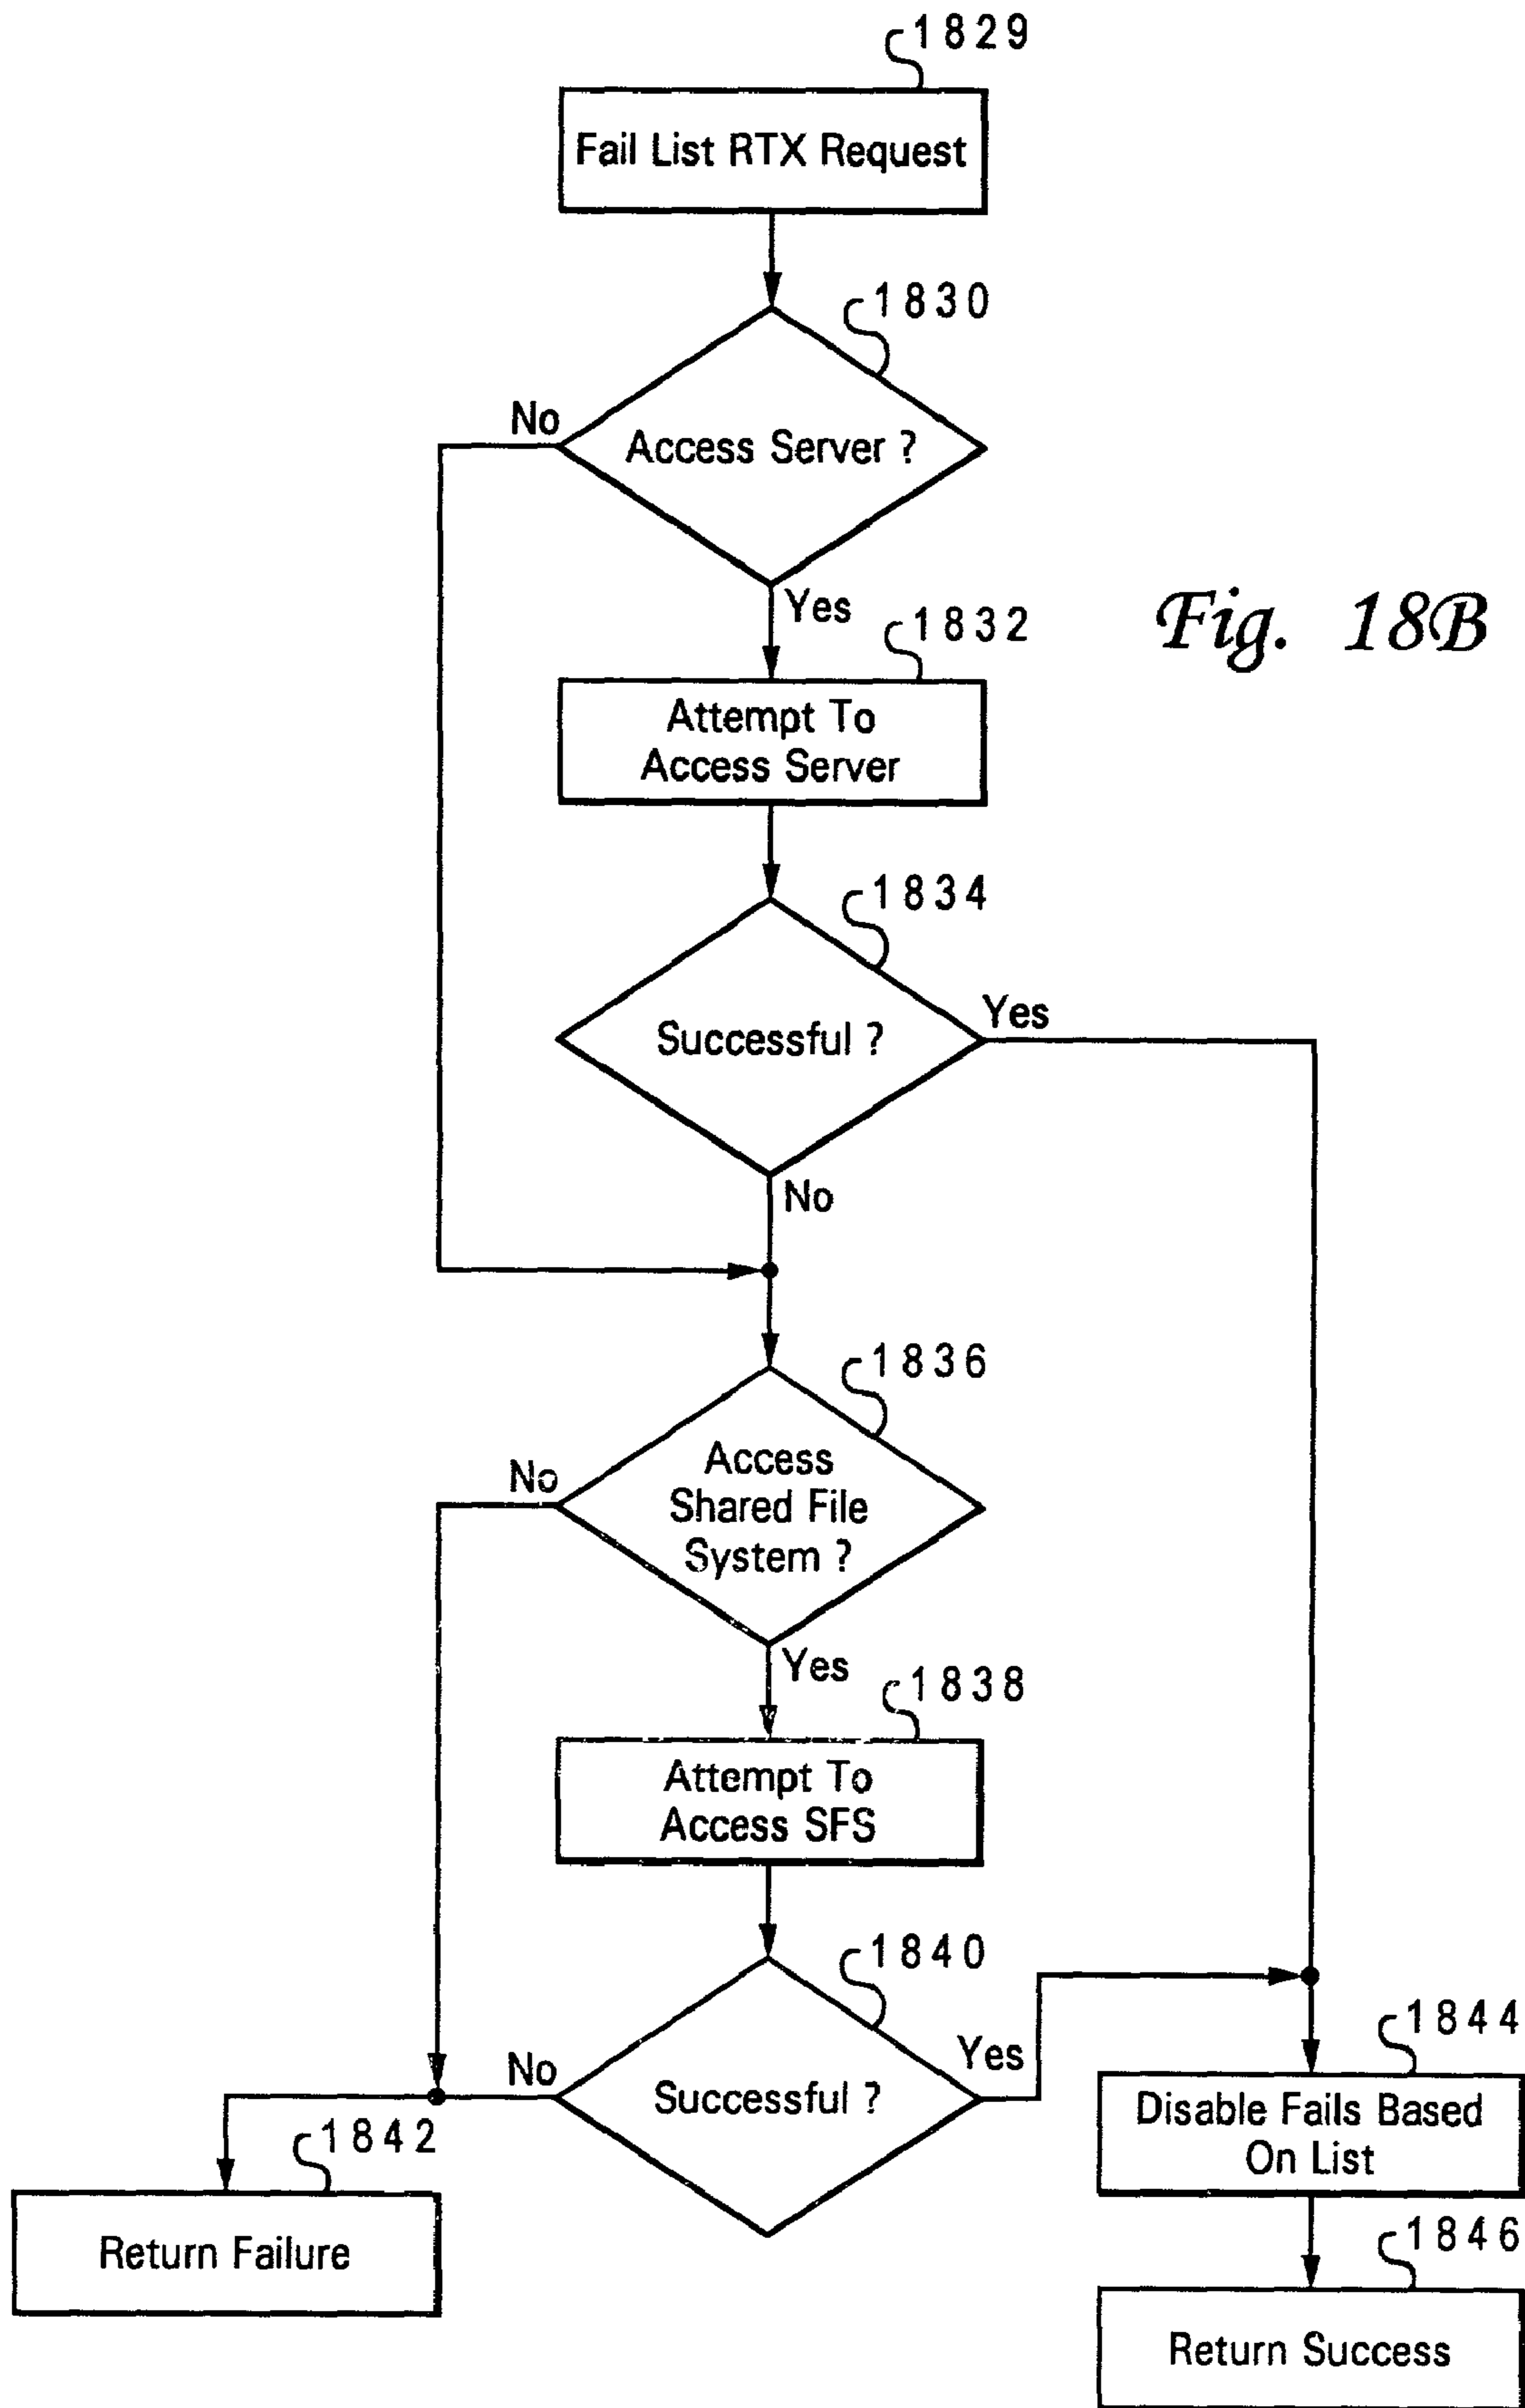 1829
Fail List RTX Request
1830
No
Access Server ?
Yes
Fig. 18B
1832
Attempt To
Access Server
1834
Yes
Successful ?
No
1836
No
Access
Shared File
System ?
Yes
1838
Attempt To
Access SFS
1840
No
Yes
Successful ?
1844
Disable Fails Based
On List
1842
Return Failure
1846
Return Success